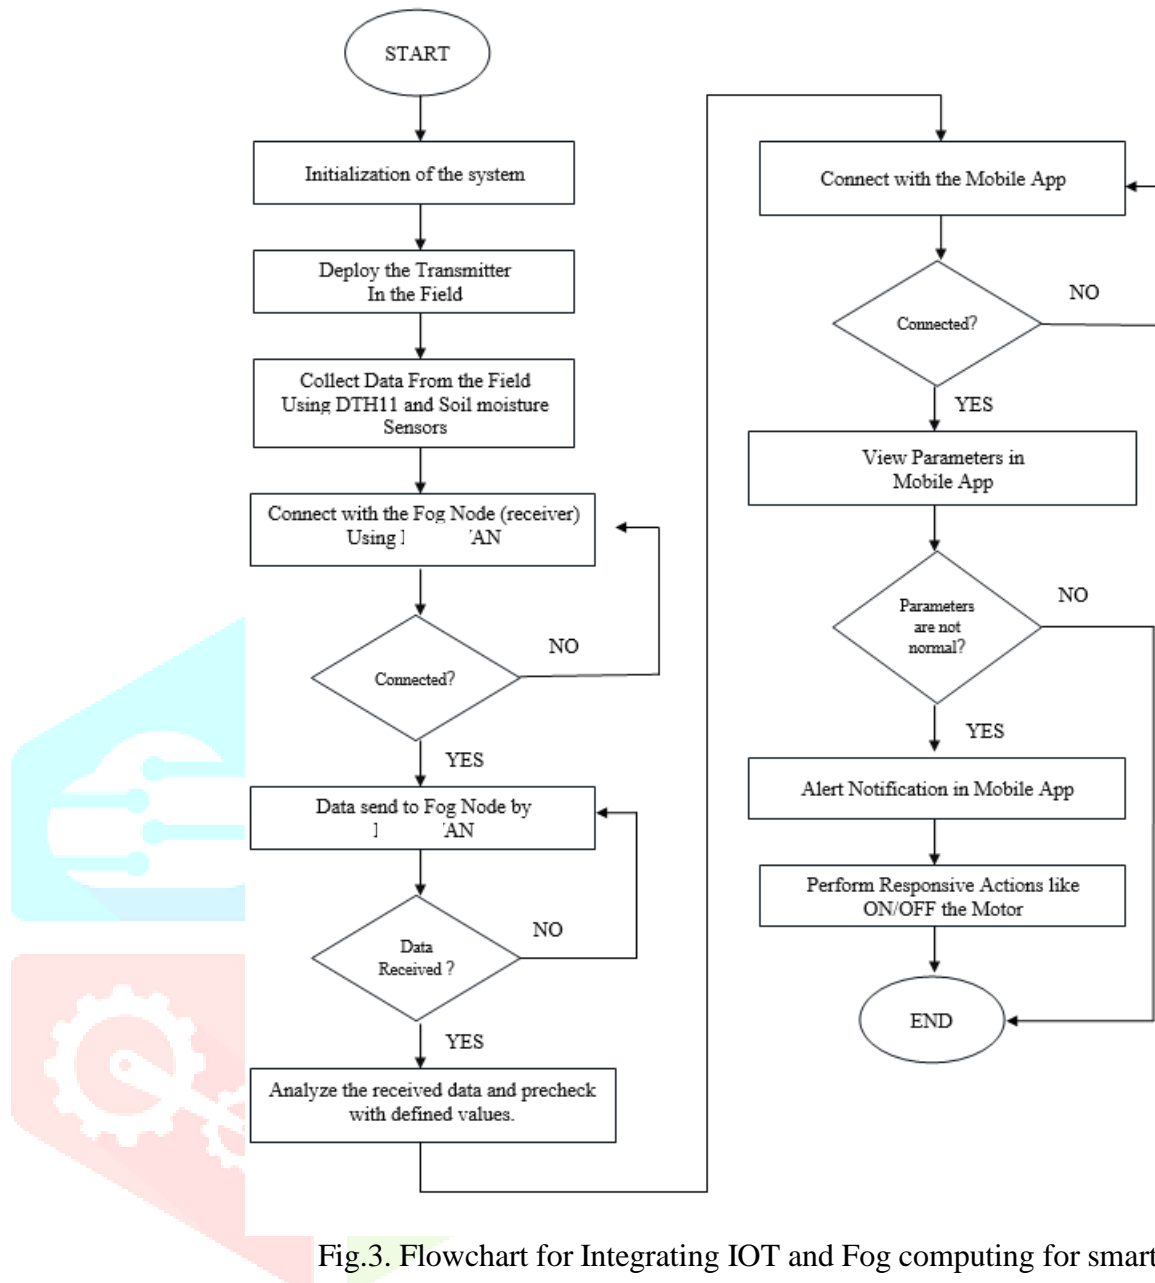 START
Initialization of the system
Deploy the Transmitter
In the Field
Collect Data From the Field
Using DTH11 and Soil moisture
Sensors
Connect with the Fog Node (receiver)
Using
Connected?
NO
YES
Data send to Fog Node by
Data
Received ?
NO
YES
Analyze the received data and precheck
with defined values.
Connect with the Mobile App
Connected?
NO
YES
View Parameters in
Mobile App
Parameters
are not
normal?
NO
YES
Alert Notification in Mobile App
Perform Responsive Actions like
ON/OFF the Motor
END
Fig.3. Flowchart for Integrating IOT and Fog computing for smart